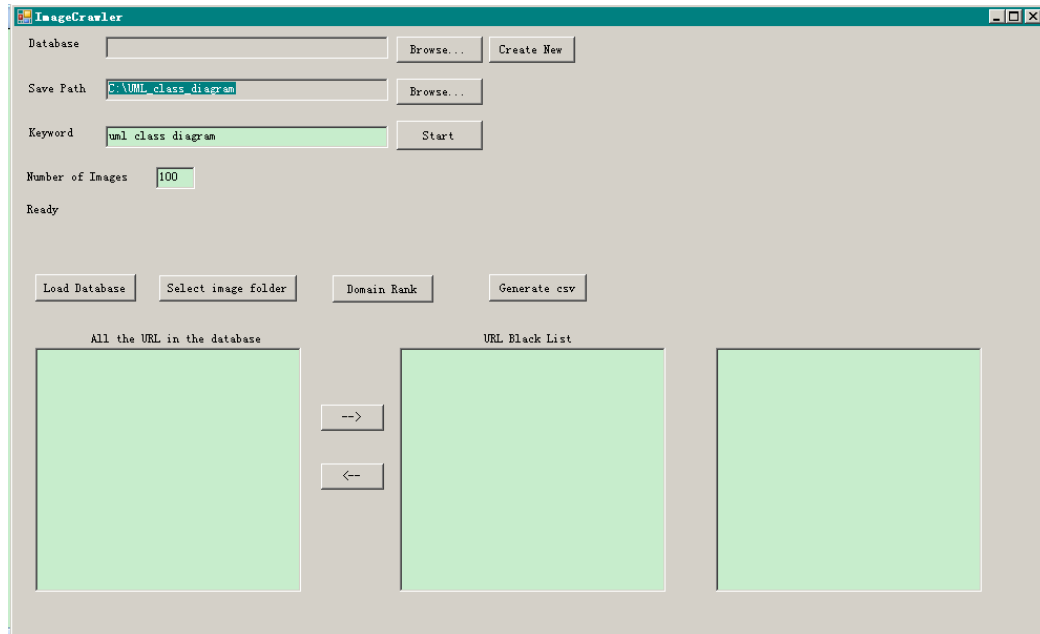 ImageCrawler
Database Browse... Create New
Save Path C:\UML_class_diagram Browse...
Keyword uml class diagram Start
Number of Images 100
Ready
Load Database Select image folder Domain Rank Generate csv
All the URL in the database URL Black List
-->
<--